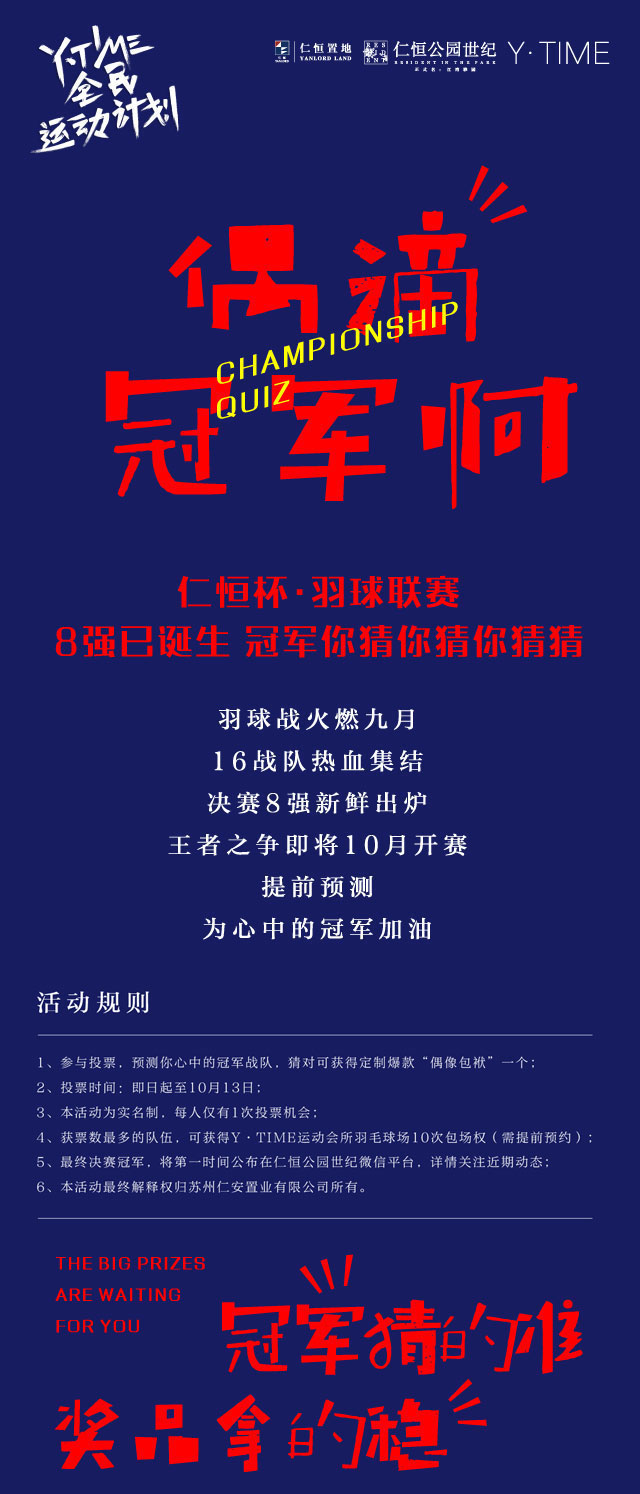 Y·TIME
全民
运动计划
仁恒置地
YANLORD LAND
仁恒公园世纪
RESIDENT IN THE PARK
Y·TIME
偶滴
CHAMPIONSHIP
QUIZ
冠军啊
仁恒杯·羽球联赛
8强已诞生 冠军你猜你猜你猜猜
羽球战火燃九月
16战队热血集结
决赛8强新鲜出炉
王者之争即将10月开赛
提前预测
为心中的冠军加油
活动规则
1、参与投票，预测你心中的冠军战队，猜对可获得定制爆款“偶像包袱”一个；
2、投票时间：即日起至10月13日；
3、本活动为实名制，每人仅有1次投票机会；
4、获票数最多的队伍，可获得Y·TIME运动会所羽毛球场10次包场权（需提前预约）；
5、最终决赛冠军，将第一时间公布在仁恒公园世纪微信平台，详情关注近期动态；
6、本活动最终解释权归苏州仁安置业有限公司所有。
THE BIG PRIZES
ARE WAITING
FOR YOU
冠军猜的准
奖品拿的稳